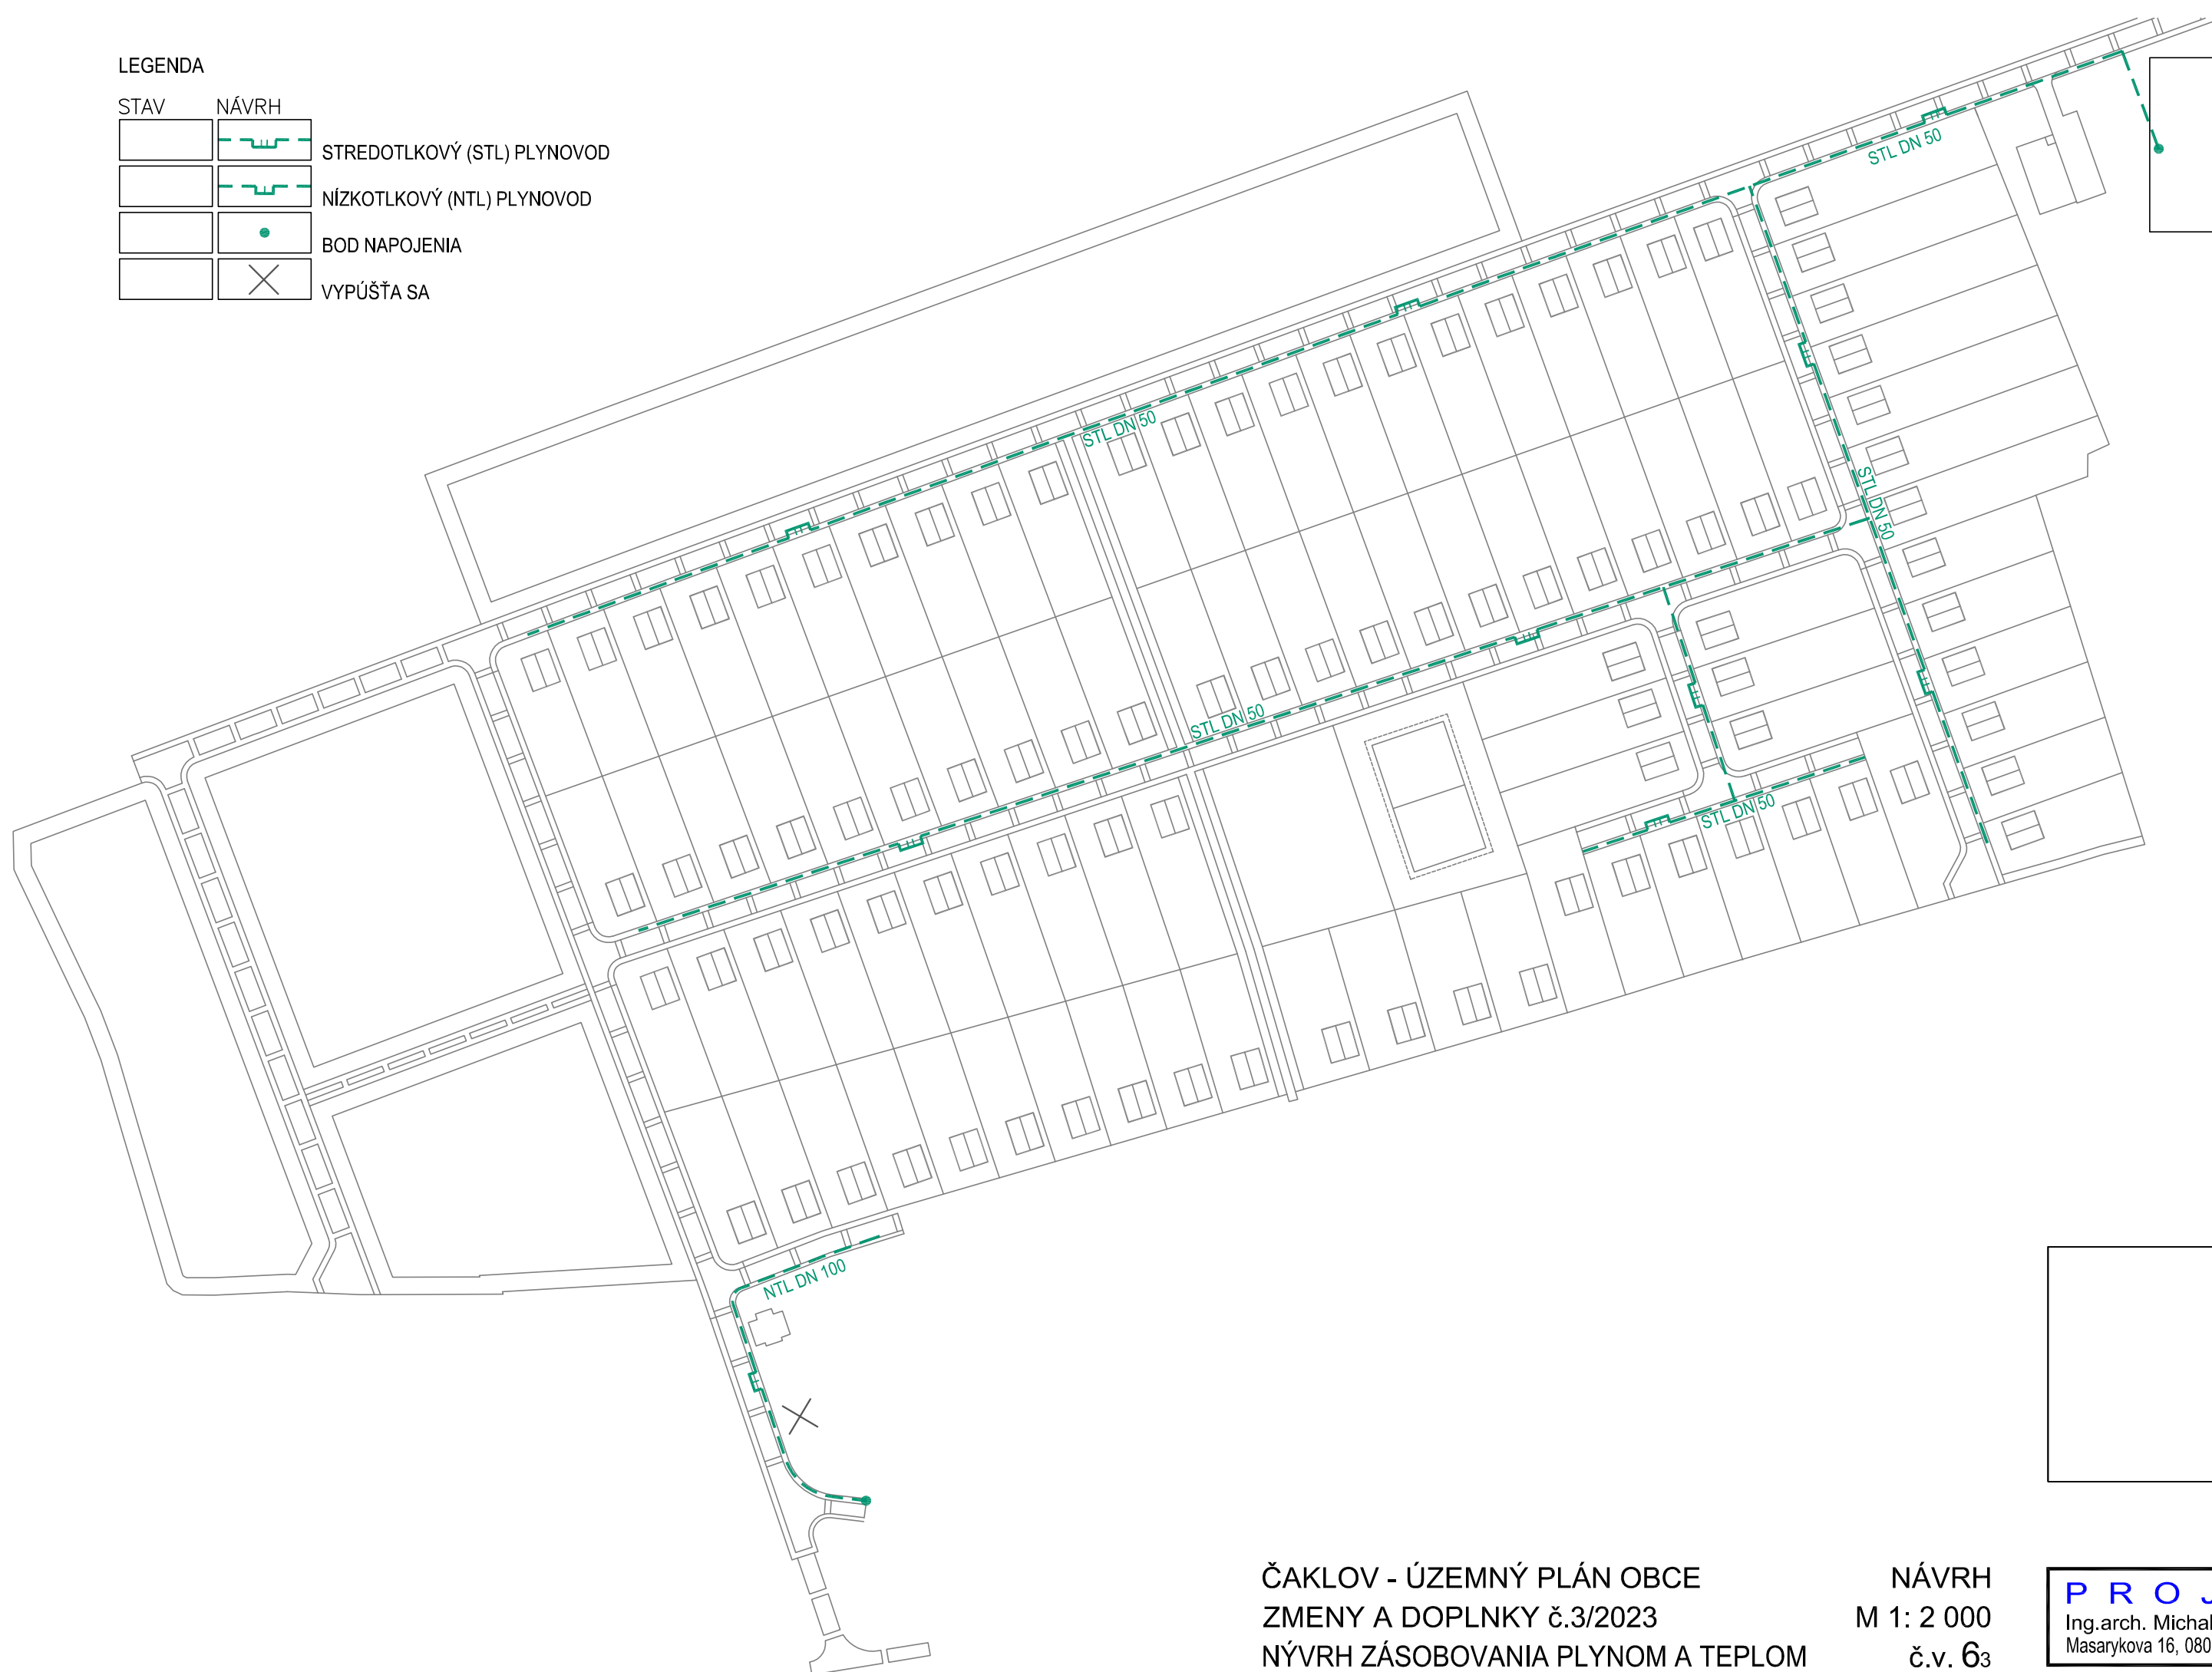 LEGENDA
STAV NÁVRH
STREDOTLKOVÝ (STL) PLYNOVOD
NÍZKOTLKOVÝ (NTL) PLYNOVOD
BOD NAPOJENIA
VYPÚŠŤA SA
STL DN 50
STL DN 50
STL DN 50
STL DN 50
STL DN 50
NTL DN 100
ČAKLOV - ÚZEMNÝ PLÁN OBCE NÁVRH
ZMENY A DOPLNKY č.3/2023 M 1: 2 000
NÝVRH ZÁSOBOVANIA PLYNOM A TEPLOM č.v. 63
P R O J
Ing.arch. Michal
Masarykova 16, 080